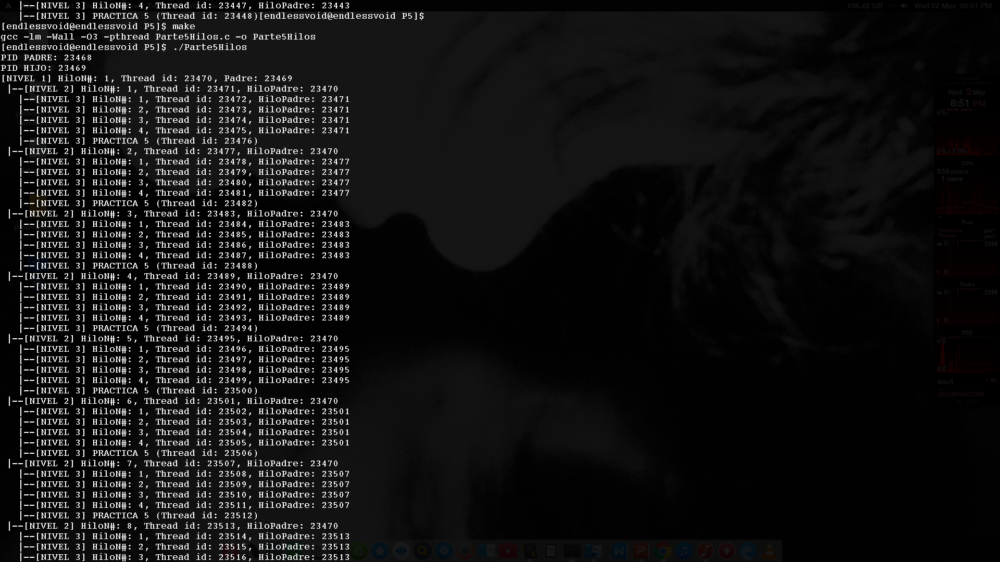 |--[NIVEL 3] HiloN#: 4, Thread id: 23447, HiloPadre: 23443
108.42 GB
Wed 02 May 06:51 PM
|--[NIVEL 3] PRACTICA 5 (Thread id: 23448)[endlessvoid@endlessvoid P5]$
[endlessvoid@endlessvoid P5]$ make
gcc -lm -Wall -O3 -pthread Parte5Hilos.c -o Parte5Hilos
[endlessvoid@endlessvoid P5]$ ./Parte5Hilos
PID PADRE: 23468
PID HIJO: 23469
[NIVEL 1] HiloN#: 1, Thread id: 23470, Padre: 23469
|--[NIVEL 2] HiloN#: 1, Thread id: 23471, HiloPadre: 23470
|--[NIVEL 3] HiloN#: 1, Thread id: 23472, HiloPadre: 23471
|--[NIVEL 3] HiloN#: 2, Thread id: 23473, HiloPadre: 23471
|--[NIVEL 3] HiloN#: 3, Thread id: 23474, HiloPadre: 23471
|--[NIVEL 3] HiloN#: 4, Thread id: 23475, HiloPadre: 23471
|--[NIVEL 3] PRACTICA 5 (Thread id: 23476)
|--[NIVEL 2] HiloN#: 2, Thread id: 23477, HiloPadre: 23470
|--[NIVEL 3] HiloN#: 1, Thread id: 23478, HiloPadre: 23477
|--[NIVEL 3] HiloN#: 2, Thread id: 23479, HiloPadre: 23477
|--[NIVEL 3] HiloN#: 3, Thread id: 23480, HiloPadre: 23477
|--[NIVEL 3] HiloN#: 4, Thread id: 23481, HiloPadre: 23477
|--[NIVEL 3] PRACTICA 5 (Thread id: 23482)
|--[NIVEL 2] HiloN#: 3, Thread id: 23483, HiloPadre: 23470
|--[NIVEL 3] HiloN#: 1, Thread id: 23484, HiloPadre: 23483
|--[NIVEL 3] HiloN#: 2, Thread id: 23485, HiloPadre: 23483
|--[NIVEL 3] HiloN#: 3, Thread id: 23486, HiloPadre: 23483
|--[NIVEL 3] HiloN#: 4, Thread id: 23487, HiloPadre: 23483
|--[NIVEL 3] PRACTICA 5 (Thread id: 23488)
|--[NIVEL 2] HiloN#: 4, Thread id: 23489, HiloPadre: 23470
|--[NIVEL 3] HiloN#: 1, Thread id: 23490, HiloPadre: 23489
|--[NIVEL 3] HiloN#: 2, Thread id: 23491, HiloPadre: 23489
|--[NIVEL 3] HiloN#: 3, Thread id: 23492, HiloPadre: 23489
|--[NIVEL 3] HiloN#: 4, Thread id: 23493, HiloPadre: 23489
|--[NIVEL 3] PRACTICA 5 (Thread id: 23494)
|--[NIVEL 2] HiloN#: 5, Thread id: 23495, HiloPadre: 23470
|--[NIVEL 3] HiloN#: 1, Thread id: 23496, HiloPadre: 23495
|--[NIVEL 3] HiloN#: 2, Thread id: 23497, HiloPadre: 23495
|--[NIVEL 3] HiloN#: 3, Thread id: 23498, HiloPadre: 23495
|--[NIVEL 3] HiloN#: 4, Thread id: 23499, HiloPadre: 23495
|--[NIVEL 3] PRACTICA 5 (Thread id: 23500)
|--[NIVEL 2] HiloN#: 6, Thread id: 23501, HiloPadre: 23470
|--[NIVEL 3] HiloN#: 1, Thread id: 23502, HiloPadre: 23501
|--[NIVEL 3] HiloN#: 2, Thread id: 23503, HiloPadre: 23501
|--[NIVEL 3] HiloN#: 3, Thread id: 23504, HiloPadre: 23501
|--[NIVEL 3] HiloN#: 4, Thread id: 23505, HiloPadre: 23501
|--[NIVEL 3] PRACTICA 5 (Thread id: 23506)
|--[NIVEL 2] HiloN#: 7, Thread id: 23507, HiloPadre: 23470
|--[NIVEL 3] HiloN#: 1, Thread id: 23508, HiloPadre: 23507
|--[NIVEL 3] HiloN#: 2, Thread id: 23509, HiloPadre: 23507
|--[NIVEL 3] HiloN#: 3, Thread id: 23510, HiloPadre: 23507
|--[NIVEL 3] HiloN#: 4, Thread id: 23511, HiloPadre: 23507
|--[NIVEL 3] PRACTICA 5 (Thread id: 23512)
|--[NIVEL 2] HiloN#: 8, Thread id: 23513, HiloPadre: 23470
|--[NIVEL 3] HiloN#: 1, Thread id: 23514, HiloPadre: 23513
|--[NIVEL 3] HiloN#: 2, Thread id: 23515, HiloPadre: 23513
|--[NIVEL 3] HiloN#: 3, Thread id: 23516, HiloPadre: 23513
Wed 2 May
6:51 PM
0%
0% | T 0%
CPU
839 procs
1 users
Proc
46C
46C
w 0 20M
r 0
Disks
w 0 20M
r 0
SSD
u 0
d 0
eno1
2603M/24035M